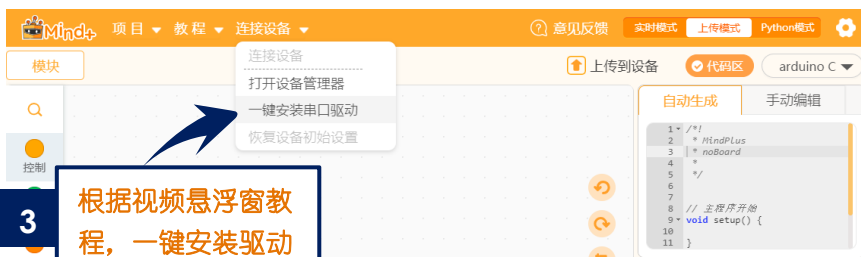 Mind+ 项目 教程 连接设备 意见反馈 实时模式 上传模式 Python模式
模块
连接设备
打开设备管理器
一键安装串口驱动
恢复设备初始设置
上传到设备 代码区 arduino C
自动生成 手动编辑
控制
3
根据视频悬浮窗教
程，一键安装驱动
1 /*!
2 * MindPlus
3 * noBoard
4 *
5 */
6
7
8 // 主程序开始
9 void setup() {
10
11 }